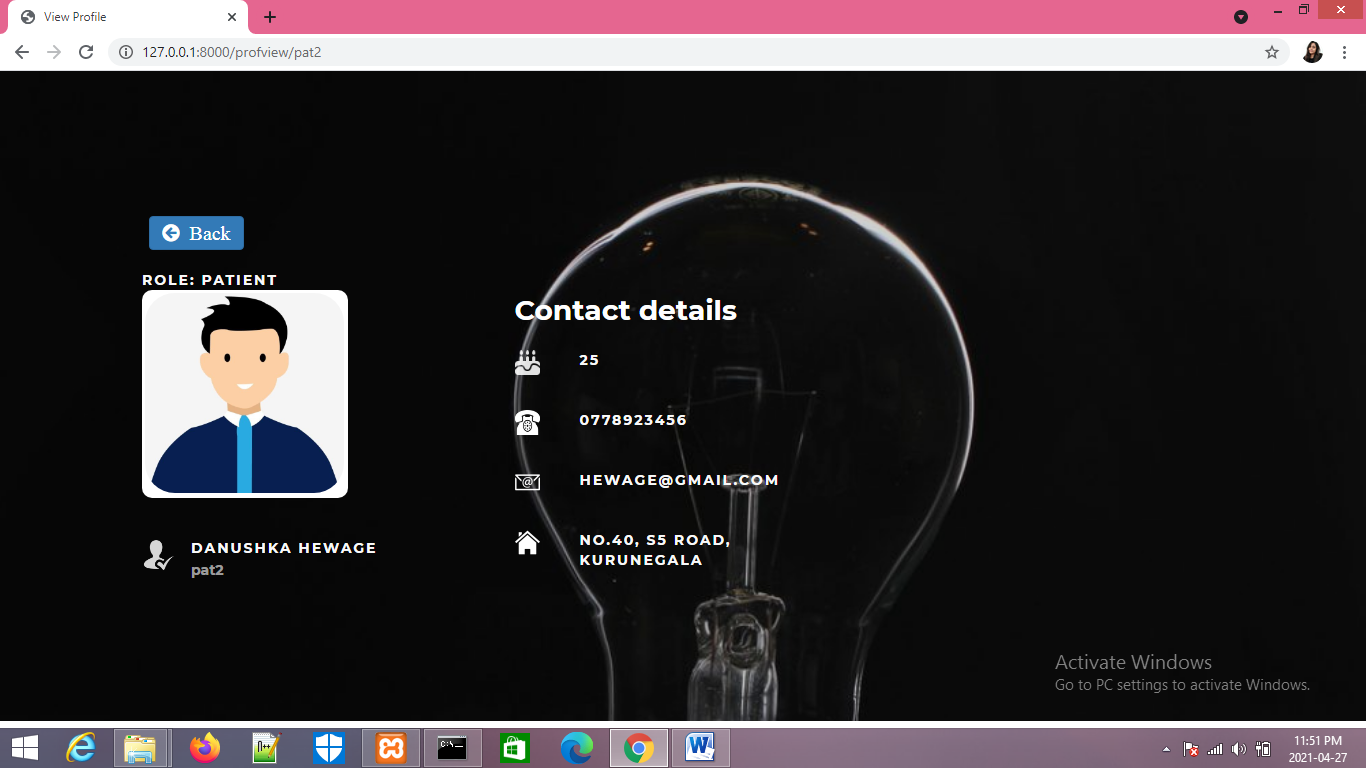 View Profile
127.0.0.1:8000/profview/pat2
Back
ROLE: PATIENT
Contact details
25
0778923456
HEWAGE@GMAIL.COM
NO.40, S5 ROAD,
KURUNEGALA
DANUSHKA HEWAGE
pat2
Activate Windows
Go to PC settings to activate Windows.
11:51 PM
2021-04-27